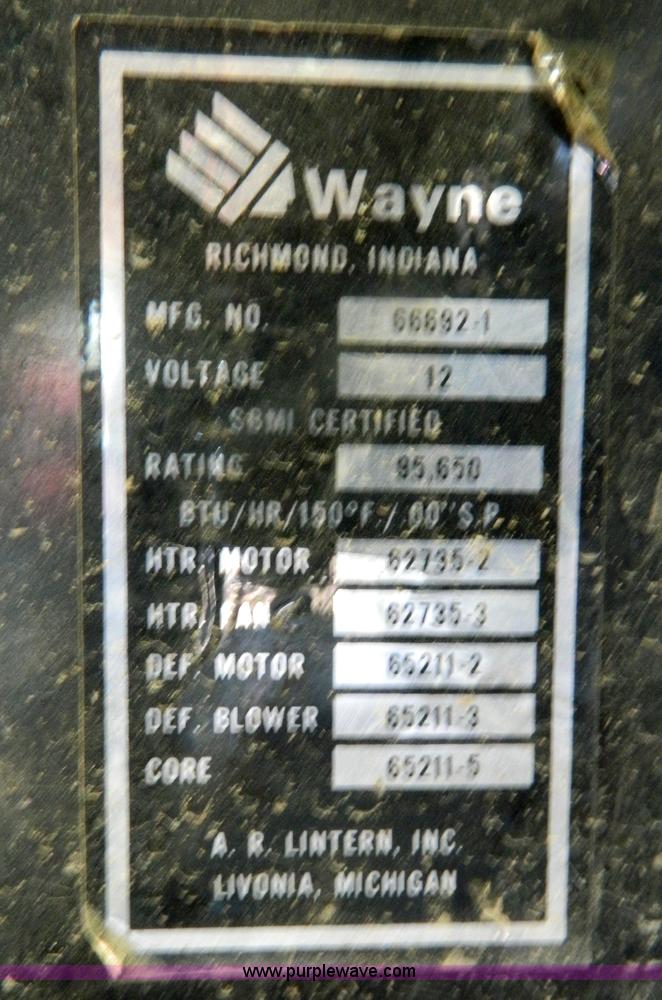 Wayne
RICHMOND, INDIANA
MFG. NO. 66692-1
VOLTAGE 12
SBMI CERTIFIED
RATING 95,650
BTU/HR/150°F./.00"S.P.
HTR. MOTOR 62735-2
HTR. FAN 62735-3
DEF. MOTOR 65211-2
DEF. BLOWER 65211-3
CORE 65211-5
A. R. LINTERN, INC.
LIVONIA, MICHIGAN
www.purplewave.com